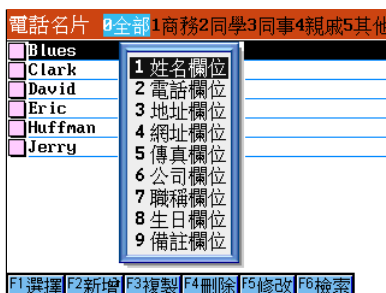 電話名片 0全部1商務2同學3同事4親戚5其他
Blues
Clark
David
Eric
Huffman
Jerry
1 姓名欄位
2 電話欄位
3 地址欄位
4 網址欄位
5 傳真欄位
6 公司欄位
7 職稱欄位
8 生日欄位
9 備註欄位
F1選擇 F2新增 F3複製 F4刪除 F5修改 F6檢索